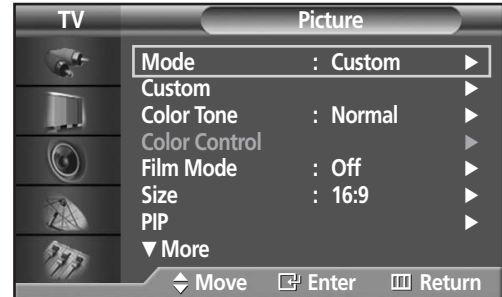 TV Picture
Mode : Custom ▶
Custom ▶
Color Tone : Normal ▶
Color Control ▶
Film Mode : Off ▶
Size : 16:9 ▶
PIP ▶
▼ More
Move Enter Return